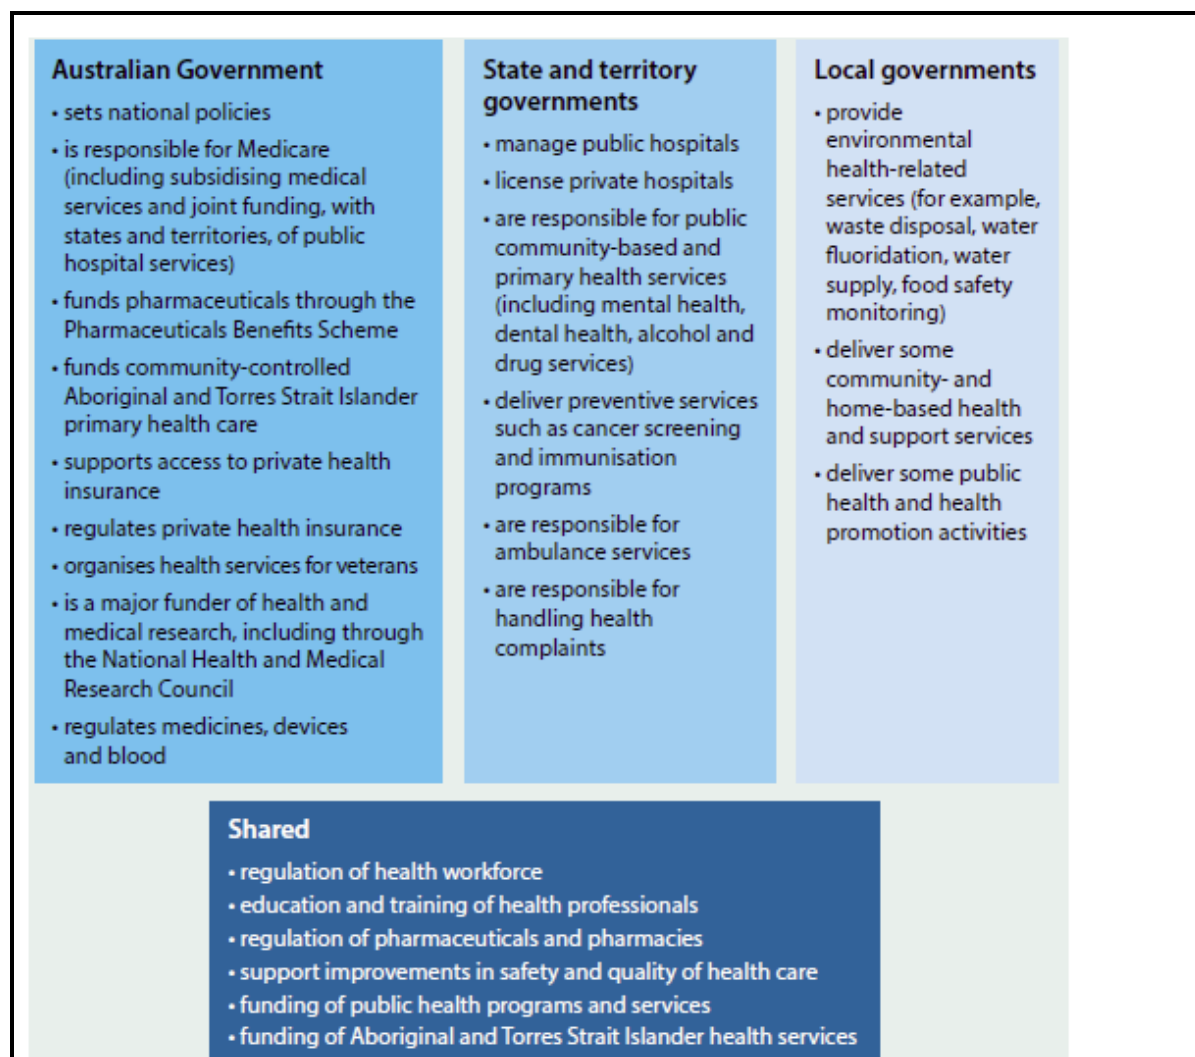 Australian Government
• sets national policies
• is responsible for Medicare
(including subsidising medical
services and joint funding, with
states and territories, of public
hospital services)
• funds pharmaceuticals through the
Pharmaceuticals Benefits Scheme
• funds community-controlled
Aboriginal and Torres Strait Islander
primary health care
• supports access to private health
insurance
• regulates private health insurance
• organises health services for veterans
• is a major funder of health and
medical research, including through
the National Health and Medical
Research Council
• regulates medicines, devices
and blood
State and territory
governments
• manage public hospitals
• license private hospitals
• are responsible for public
community-based and
primary health services
(including mental health,
dental health, alcohol and
drug services)
• deliver preventive services
such as cancer screening
and immunisation
programs
• are responsible for
ambulance services
• are responsible for
handling health
complaints
Local governments
• provide
environmental
health-related
services (for example,
waste disposal, water
fluoridation, water
supply, food safety
monitoring)
• deliver some
community- and
home-based health
and support services
• deliver some public
health and health
promotion activities
Shared
• regulation of health workforce
• education and training of health professionals
• regulation of pharmaceuticals and pharmacies
• support improvements in safety and quality of health care
• funding of public health programs and services
• funding of Aboriginal and Torres Strait Islander health services